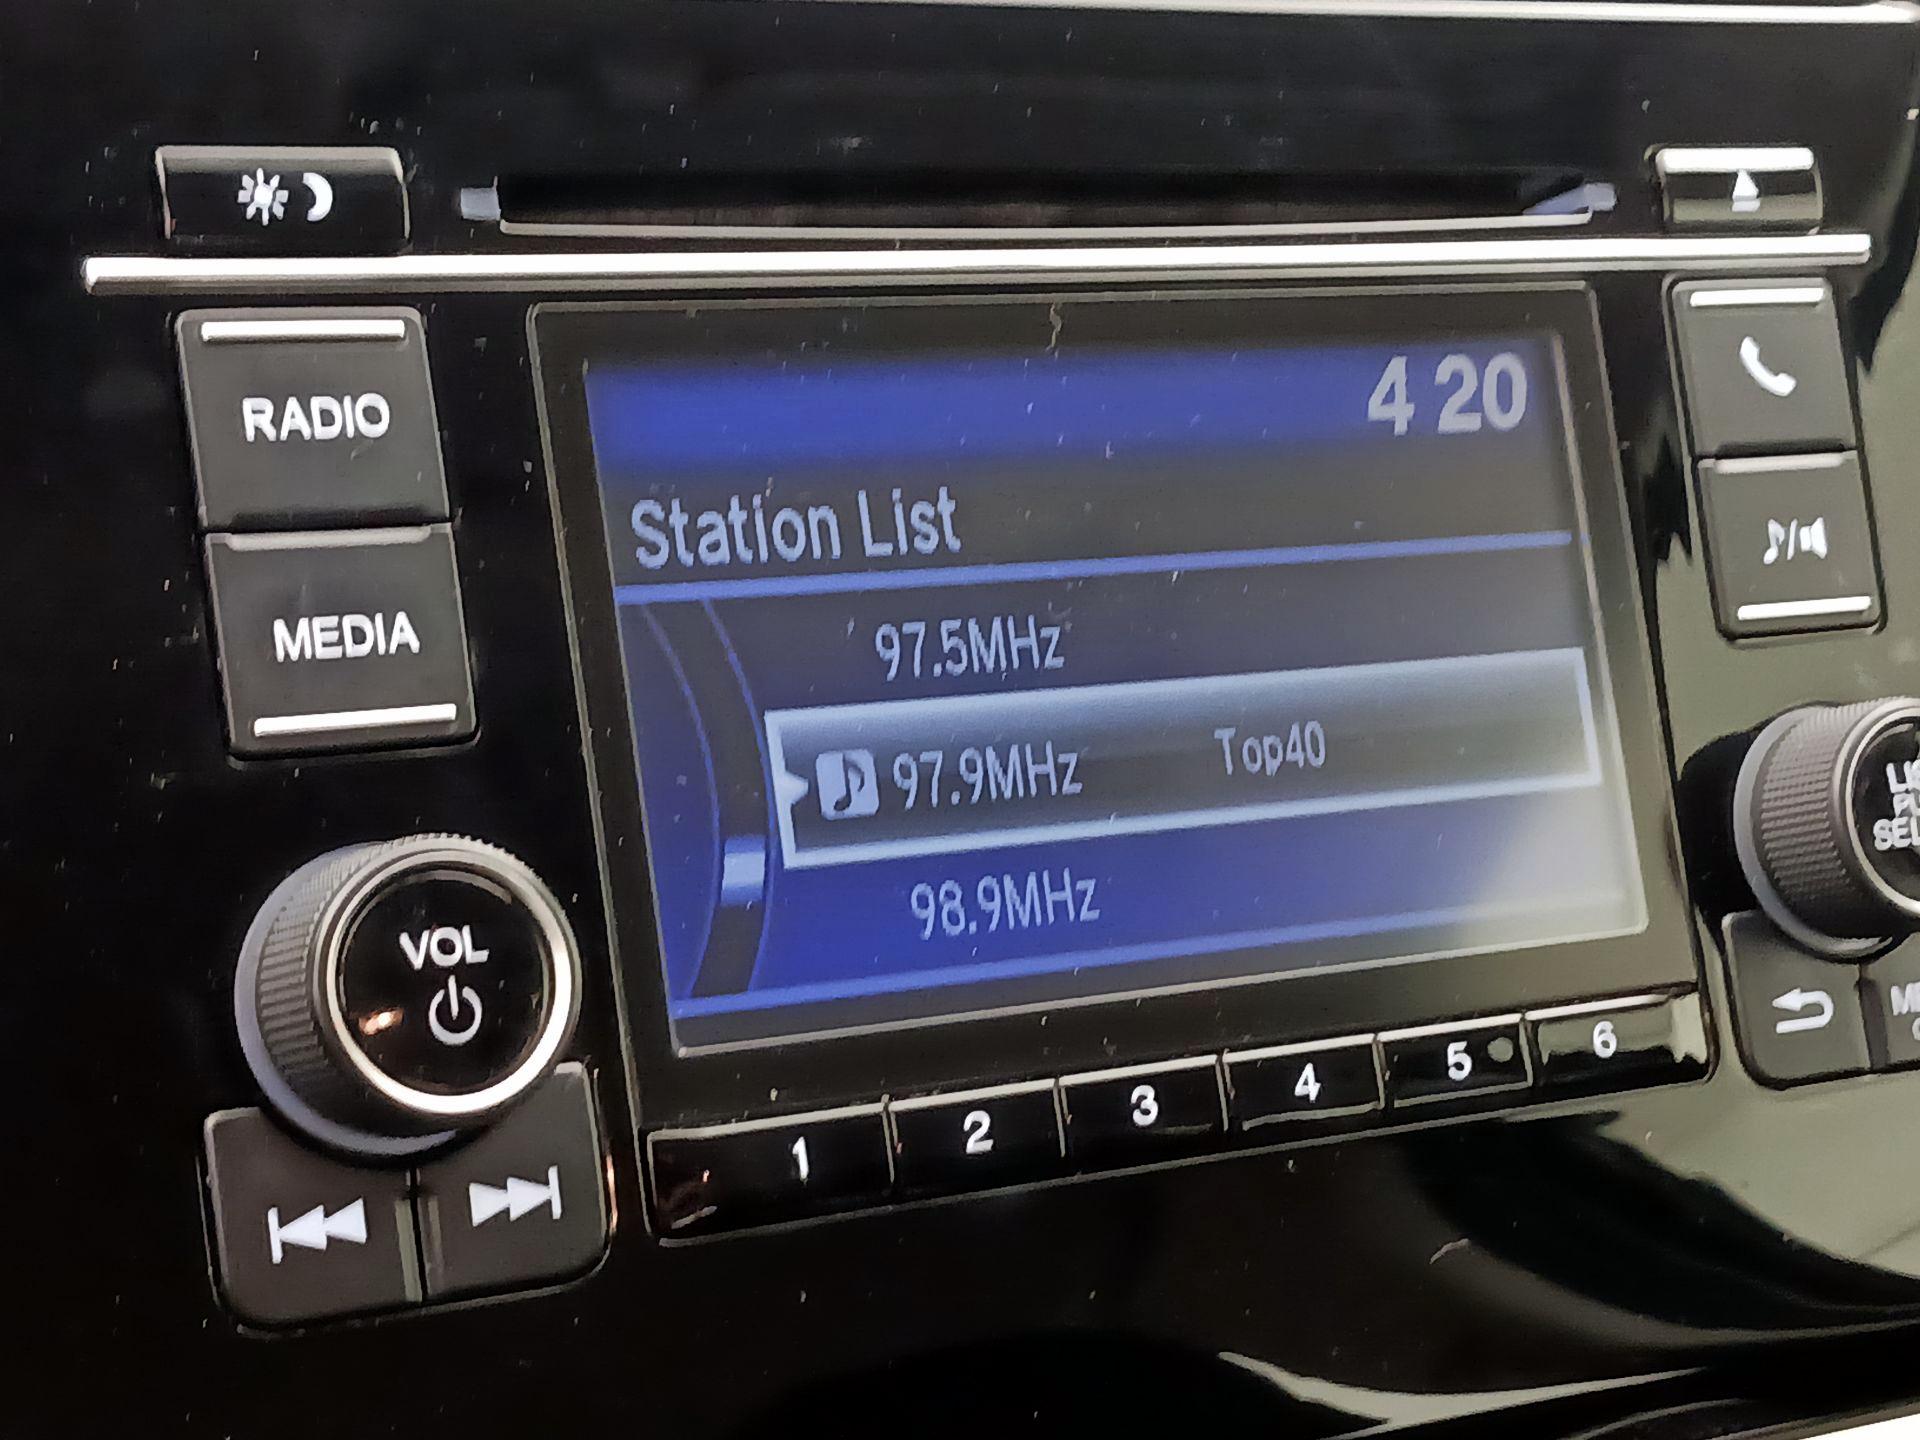 4 20
RADIO
Station List
MEDIA
97.5MHz
97.9MHz Top40
98.9MHz
VOL
1 2 3 4 5 6